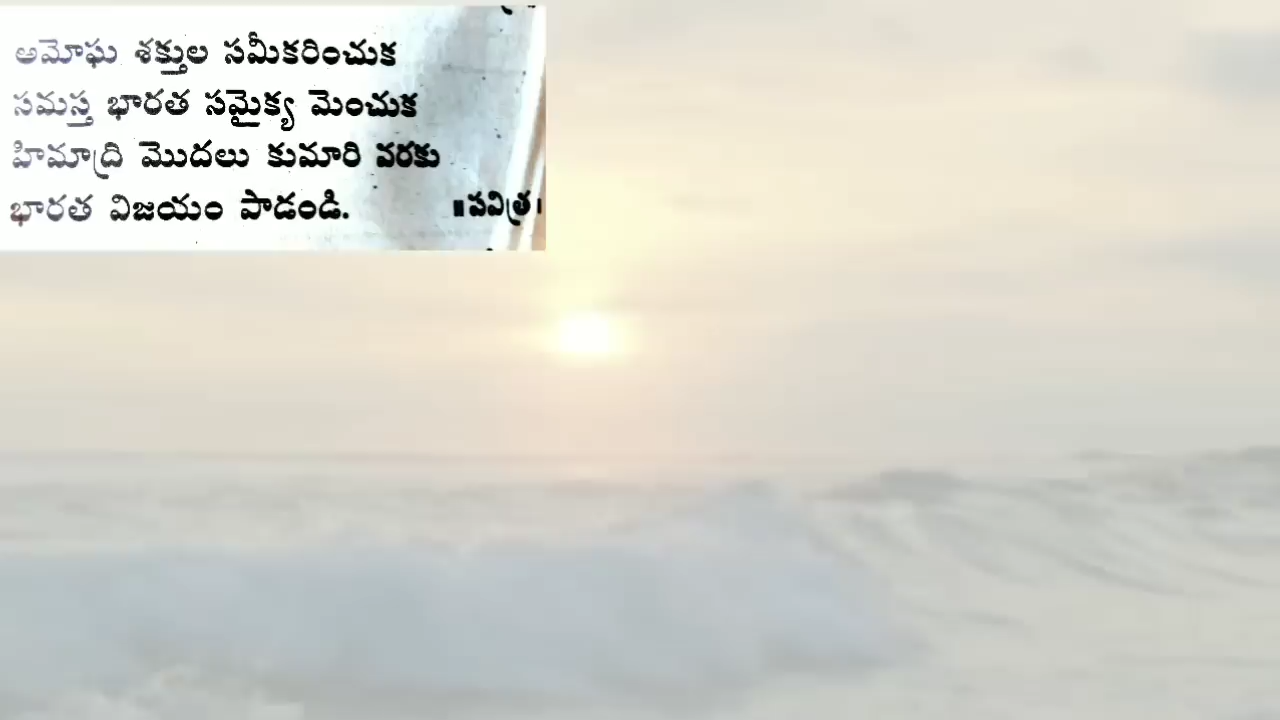 అమోఘ శక్తుల సమీకరించుక
సమస్త భారత సమైక్య మెంచుక
హిమాద్రి మొదలు కుమారి వరకు
భారత విజయం పాడండి. ॥పవిత్ర॥